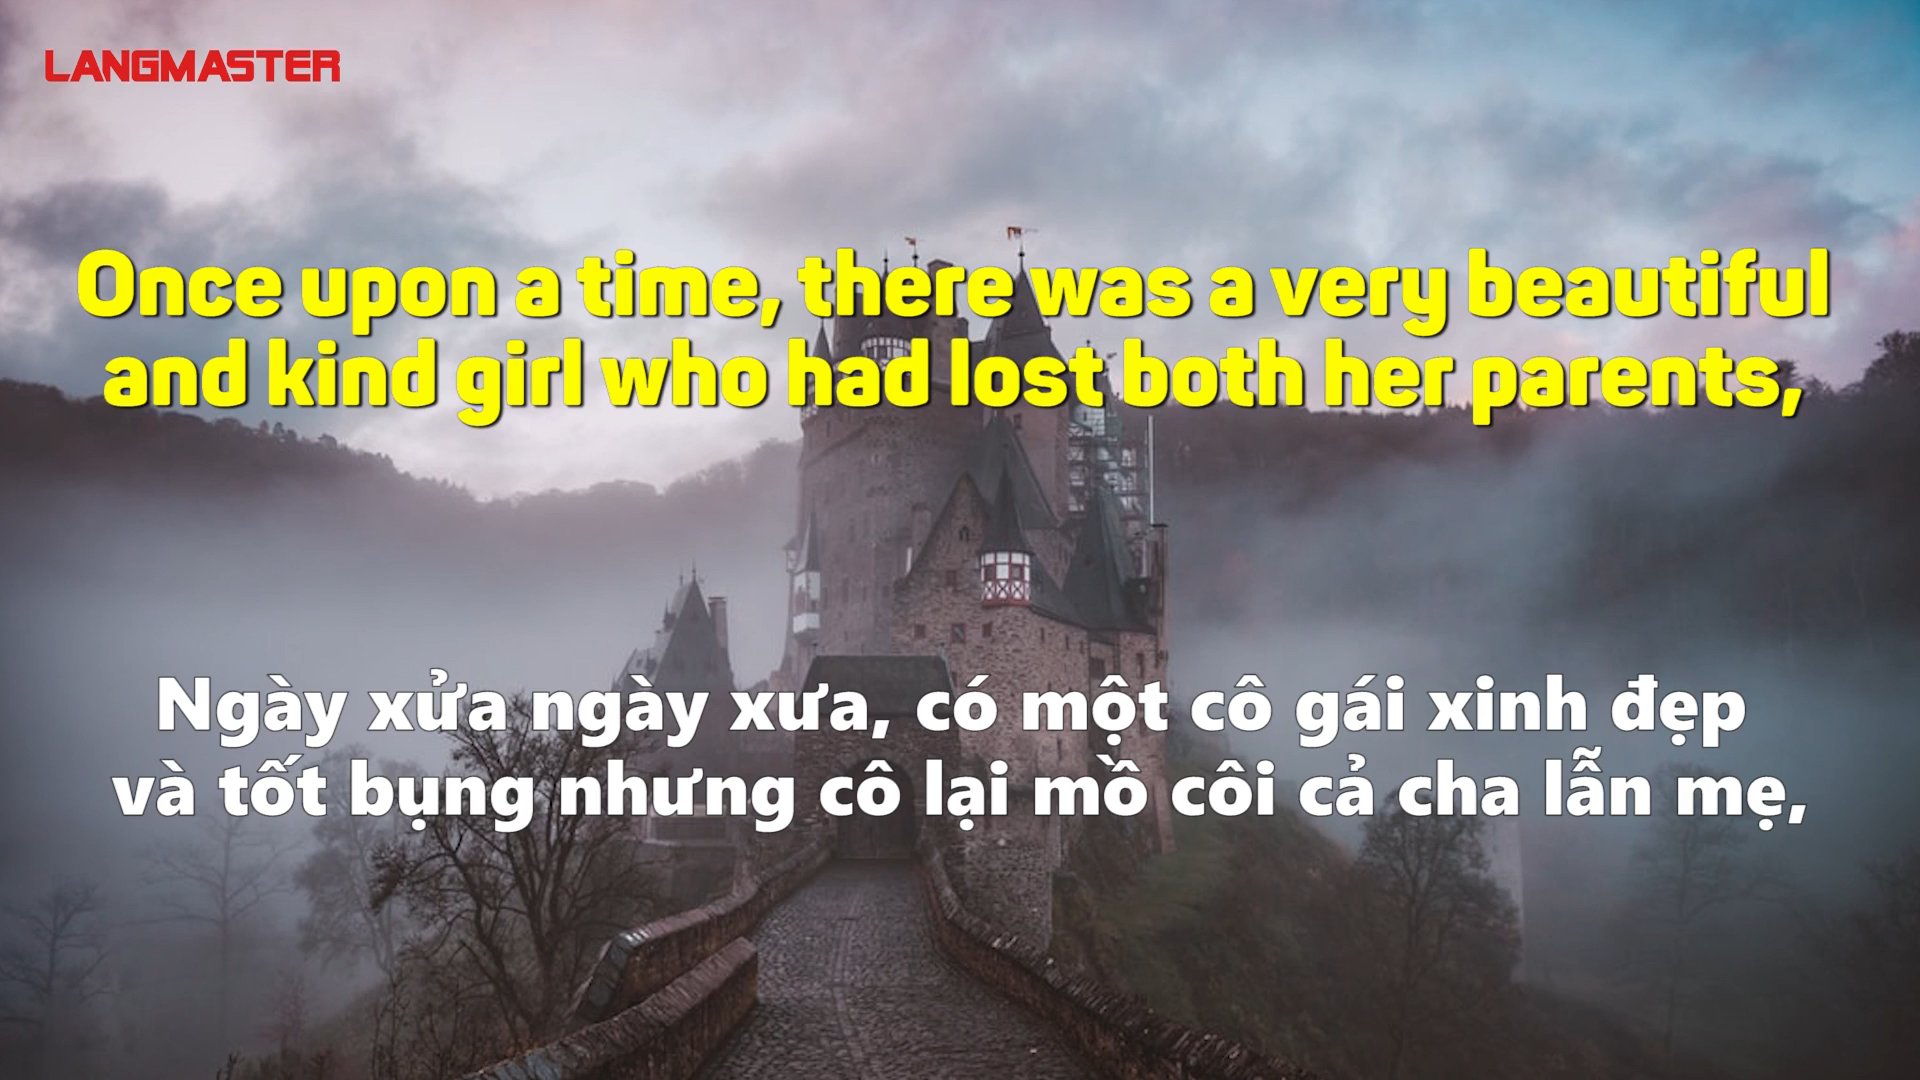 LANGMASTER
Once upon a time, there was a very beautiful
and kind girl who had lost both her parents,
Ngày xửa ngày xưa, có một cô gái xinh đẹp
và tốt bụng nhưng cô lại mồ côi cả cha lẫn mẹ,